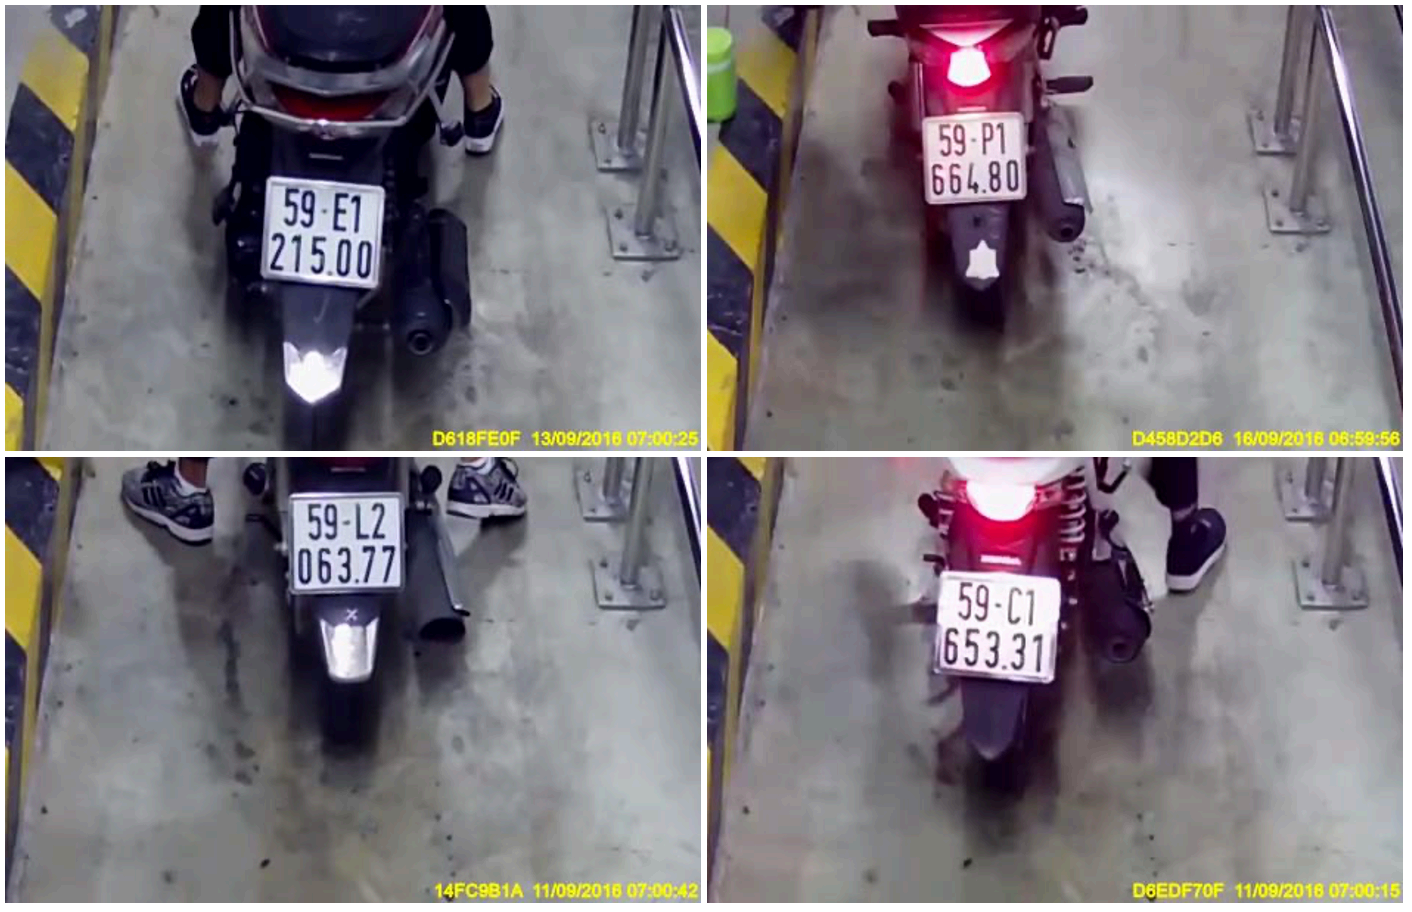 59-E1
215.00
D618FE0F 13/09/2016 07:00:25
59-P1
664.80
D458D2D6 16/09/2016 06:59:56
59-L2
063.77
14FC9B1A 11/09/2016 07:00:42
59-C1
653.31
D6EDF70F 11/09/2016 07:00:15